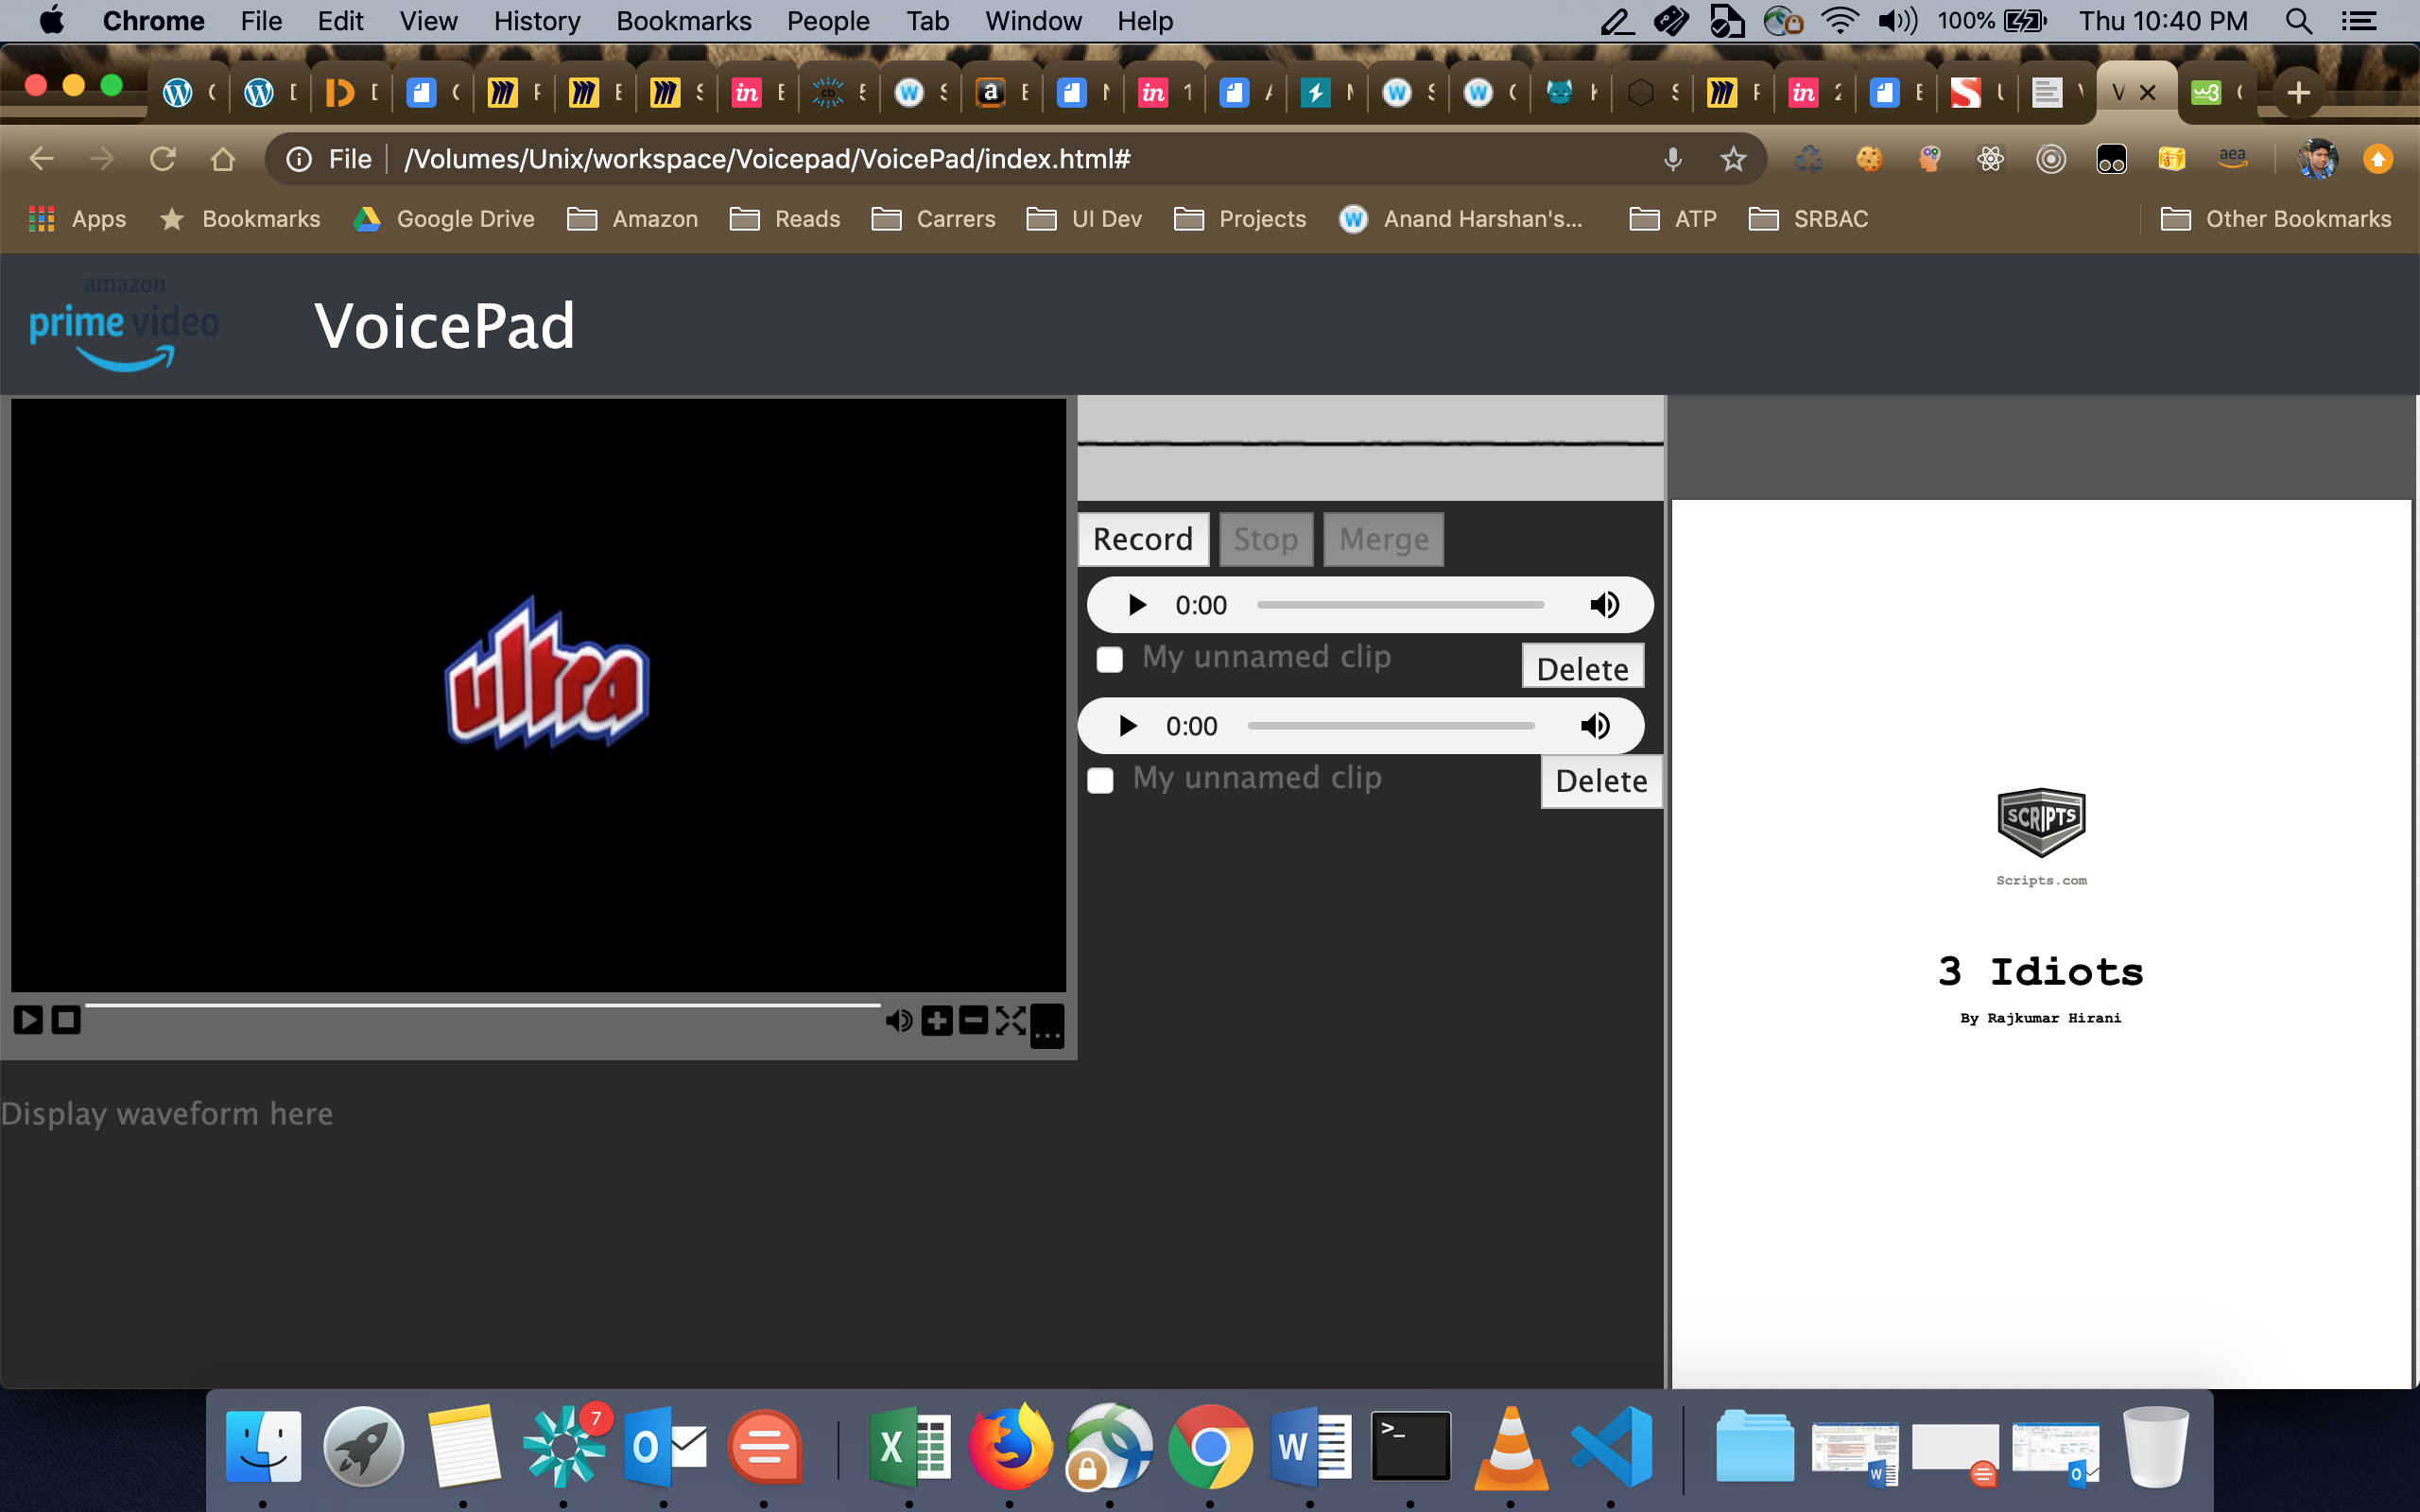 Chrome File Edit View History Bookmarks People Tab Window Help 100% Thu 10:40 PM
File /Volumes/Unix/workspace/Voicepad/VoicePad/index.html#
Apps Bookmarks Google Drive Amazon Reads Carrers UI Dev Projects Anand Harshan's... ATP SRBAC Other Bookmarks
amazon
prime video
VoicePad
ultra
Record Stop Merge
0:00
My unnamed clip Delete
0:00
My unnamed clip Delete
Display waveform here
SCRIPTS
Scripts.com
3 Idiots
By Rajkumar Hirani
7